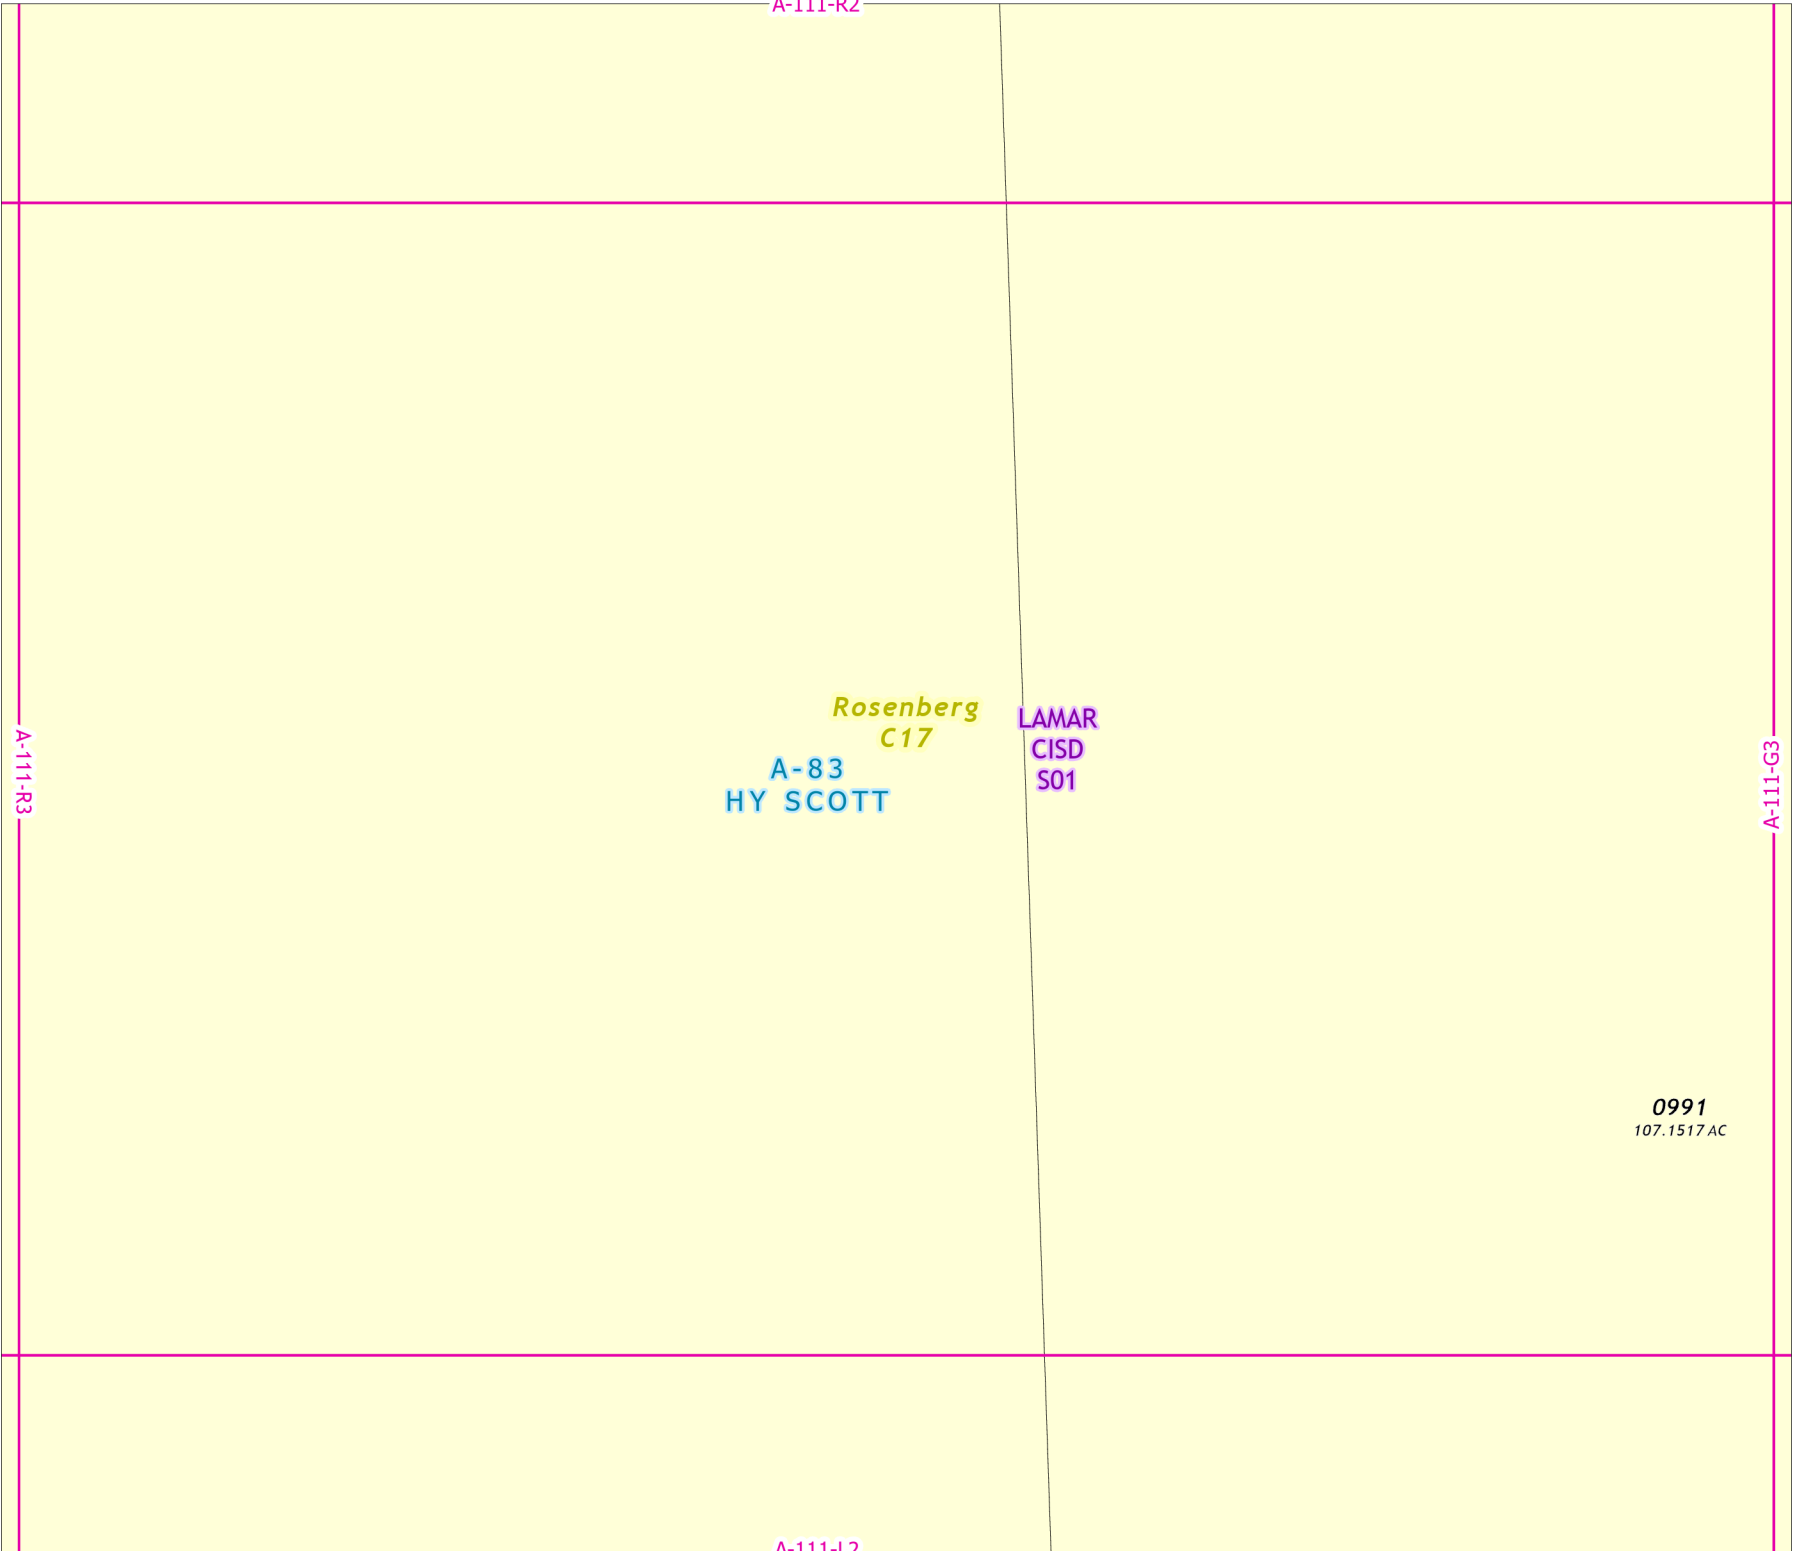 A-111-R2
Rosenberg
C17
LAMAR
CISD
S01
A-83
HY SCOTT
A-111-R3
A-111-G3
0991
107.1517 AC
A-111-L2